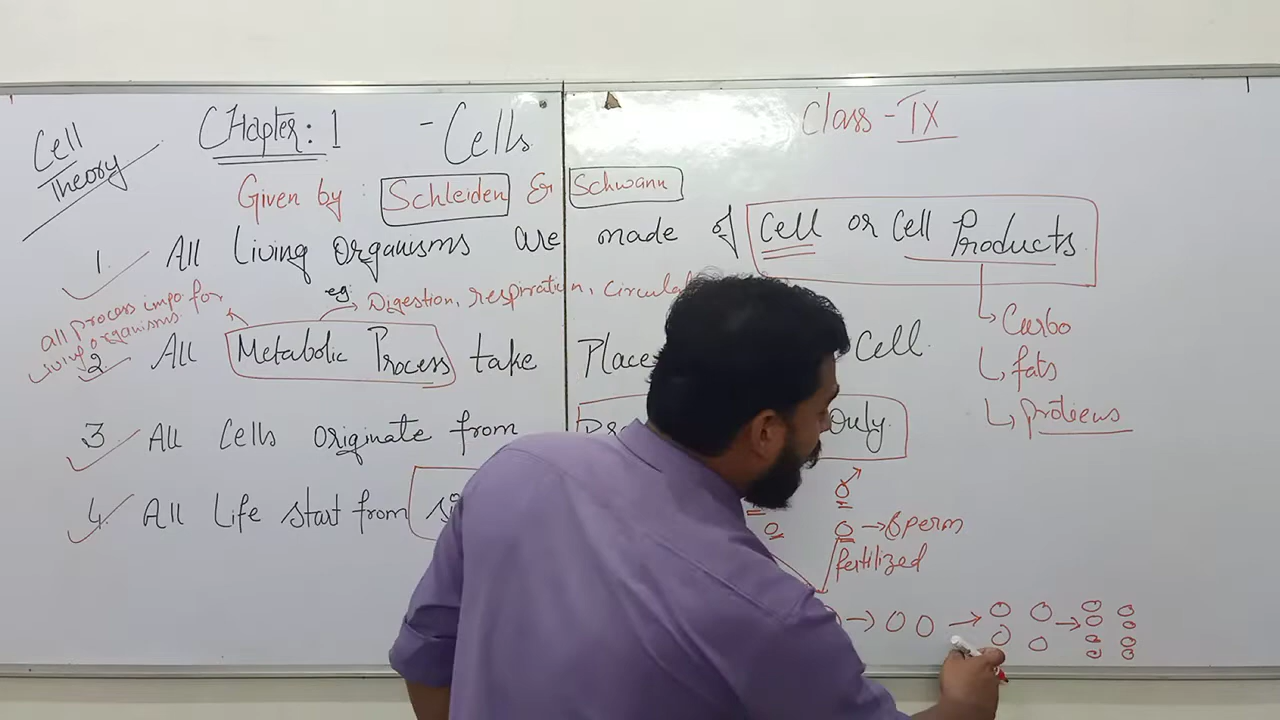 Cell Theory
Chapter: 1 - Cells
Class - IX
Given by: Schleiden & Schwann
1. All Living Organisms are made of Cell or Cell Products
eg: Digestion, respiration,
all process impo. for
living organisms.
2. All Metabolic Process take Place Cell.
Carbo
fats
protiens
3 All Cells Originate from Only
4. All Life start from
♂
→ Sperm
fertilized